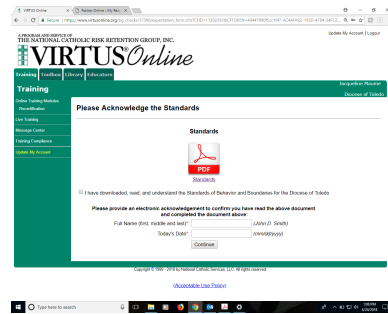 VIRTUS Online
Secure
A PROGRAM AND SERVICE OF
THE NATIONAL CATHOLIC RISK RETENTION GROUP, INC.
Update My Account | Logout
VIRTUS®Online
Training Toolbox Library Educators
Training
Diocese of Toledo
Online Training Modules
Live Training
Message Center
Training Compliance
Update My Account
Please Acknowledge the Standards
Standards
PDF
Standards
I have downloaded, read, and understand the Standards of Behavior and Boundaries for the Diocese of Toledo
Please provide an electronic acknowledgement to confirm you have read the above document
and completed the document above:
Full Name (first, middle and last)*: (John D. Smith)
Today's Date*: (mm/dd/yyyy)
Continue
Copyright © 1999 - 2018 by National Catholic Services, LLC. All rights reserved.
(Acceptable Use Policy)
Type here to search